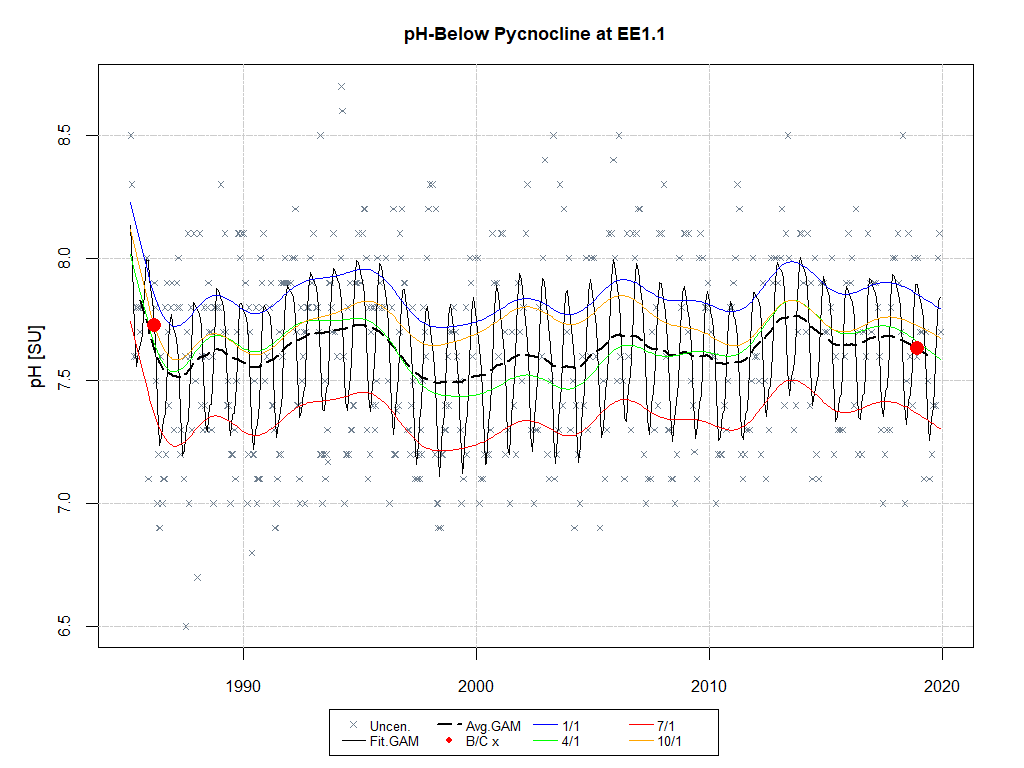 pH-Below Pycnocline at EE1.1
pH [SU]
8.5
8.0
7.5
7.0
6.5
1990 2000 2010 2020
Uncen. Avg.GAM 1/1 7/1
Fit.GAM B/C x 4/1 10/1